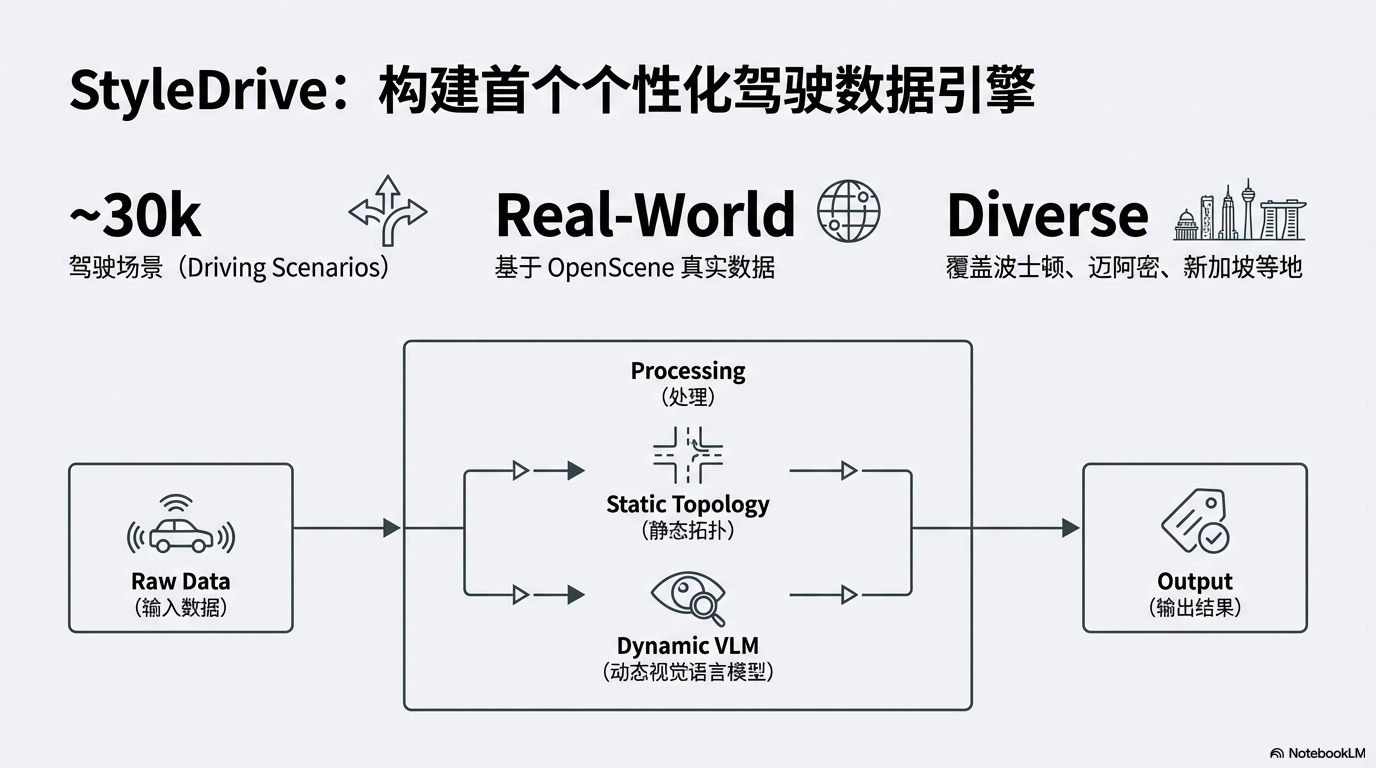 StyleDrive：构建首个个性化驾驶数据引擎
~30k
驾驶场景（Driving Scenarios）
Real-World
基于 OpenScene 真实数据
Diverse
覆盖波士顿、迈阿密、新加坡等地
Processing
（处理）
Static Topology
（静态拓扑）
Raw Data
（输入数据）
Dynamic VLM
（动态视觉语言模型）
Output
（输出结果）
NotebookLM